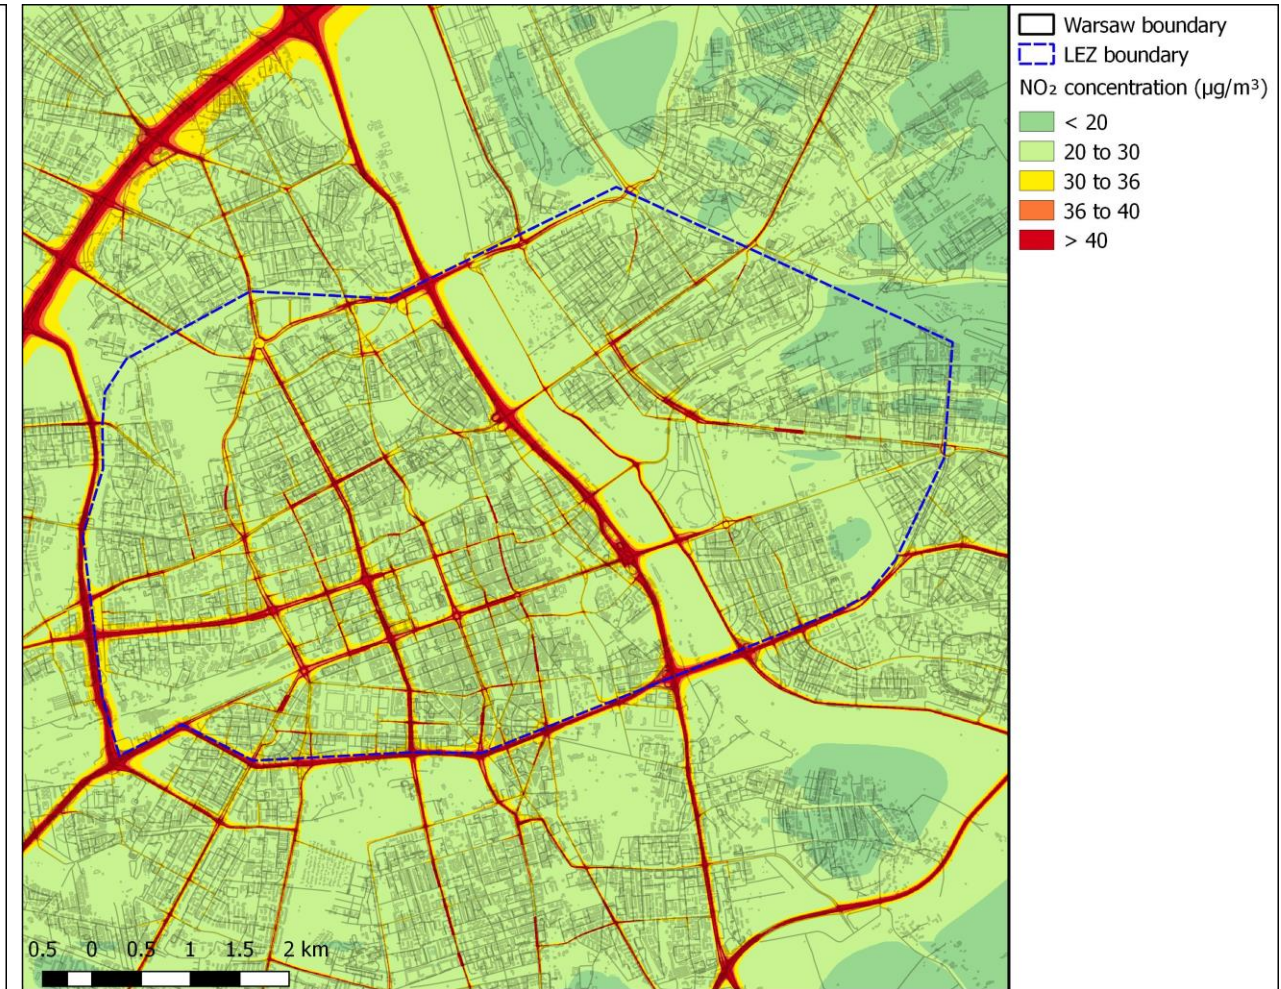 Warsaw boundary
LEZ boundary
NO₂ concentration (µg/m³)
< 20
20 to 30
30 to 36
36 to 40
> 40
0.5 0 0.5 1 1.5 2 km